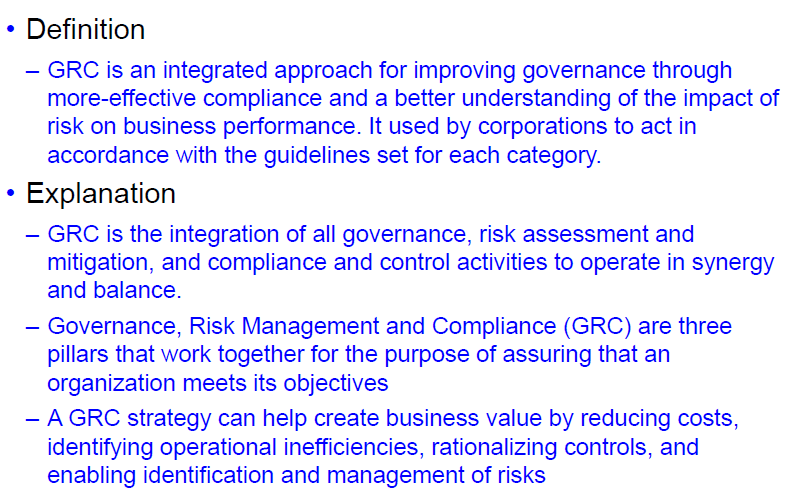 • Definition
– GRC is an integrated approach for improving governance through
more-effective compliance and a better understanding of the impact of
risk on business performance. It used by corporations to act in
accordance with the guidelines set for each category.
• Explanation
– GRC is the integration of all governance, risk assessment and
mitigation, and compliance and control activities to operate in synergy
and balance.
– Governance, Risk Management and Compliance (GRC) are three
pillars that work together for the purpose of assuring that an
organization meets its objectives
– A GRC strategy can help create business value by reducing costs,
identifying operational inefficiencies, rationalizing controls, and
enabling identification and management of risks